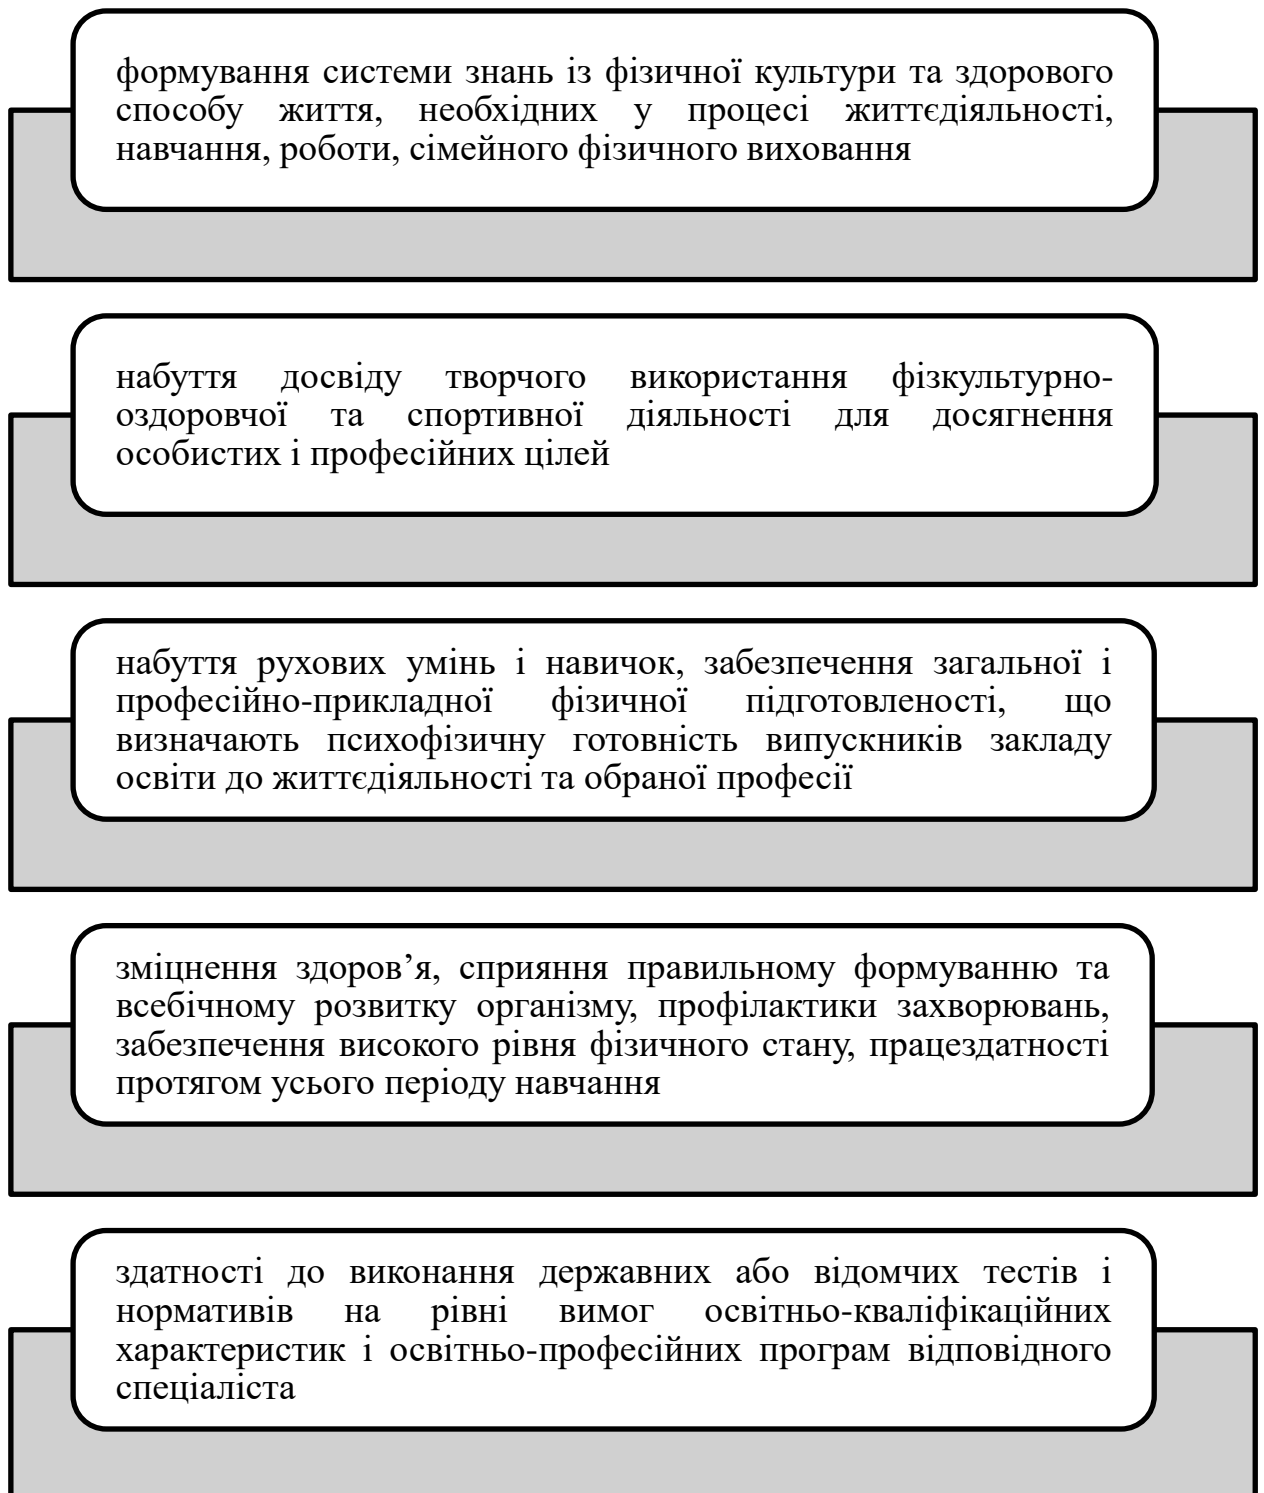 формування системи знань із фізичної культури та здорового
способу життя, необхідних у процесі життєдіяльності,
навчання, роботи, сімейного фізичного виховання
набуття досвіду творчого використання фізкультурно-
оздоровчої та спортивної діяльності для досягнення
особистих і професійних цілей
набуття рухових умінь і навичок, забезпечення загальної і
професійно-прикладної фізичної підготовленості, що
визначають психофізичну готовність випускників закладу
освіти до життєдіяльності та обраної професії
зміцнення здоров’я, сприяння правильному формуванню та
всебічному розвитку організму, профілактики захворювань,
забезпечення високого рівня фізичного стану, працездатності
протягом усього періоду навчання
здатності до виконання державних або відомчих тестів і
нормативів на рівні вимог освітньо-кваліфікаційних
характеристик і освітньо-професійних програм відповідного
спеціаліста